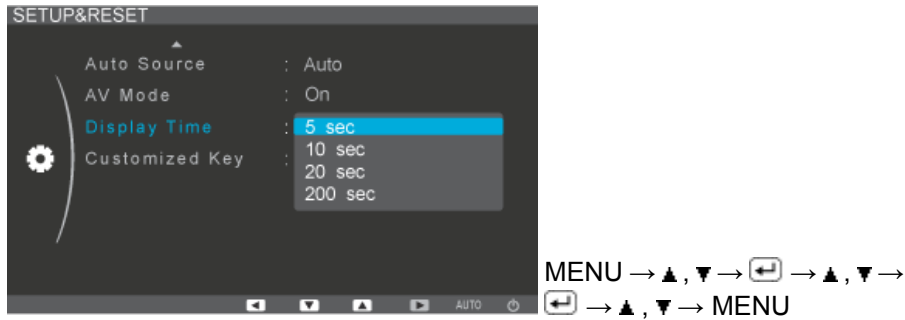 SETUP&RESET
Auto Source : Auto
AV Mode : On
Display Time : 5 sec
10 sec
Customized Key :
20 sec
200 sec
AUTO
MENU → ▲ , ▼ → ↵ → ▲ , ▼ →
↵ → ▲ , ▼ → MENU